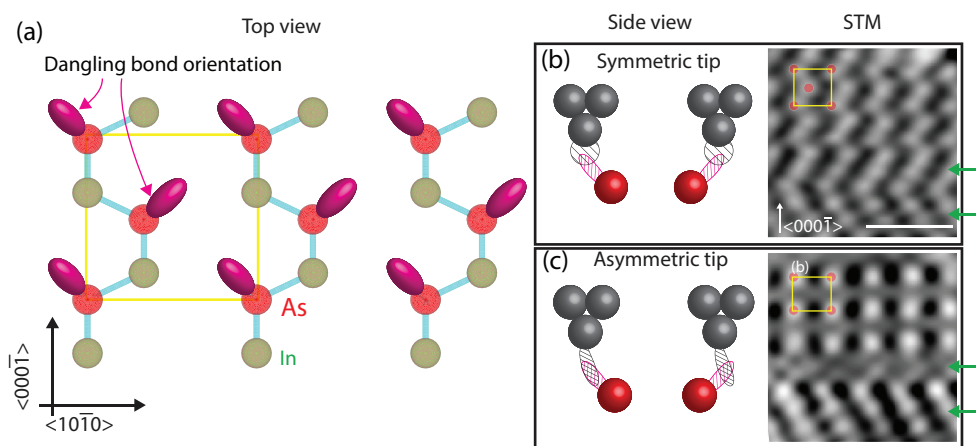 (a)
Top view
Dangling bond orientation
As
In
<0001̄>
<101̄0>
Side view
STM
(b)
Symmetric tip
<0001̄>
(c)
Asymmetric tip
(b)